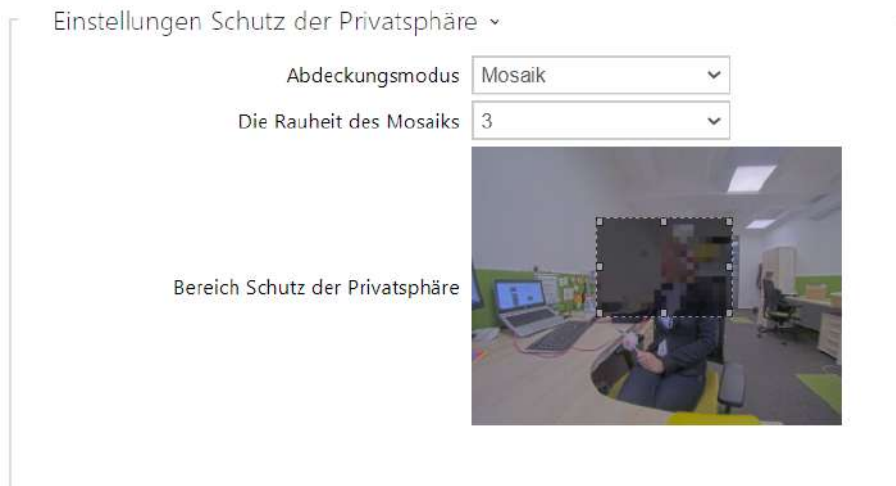 Einstellungen Schutz der Privatsphäre
Abdeckungsmodus Mosaik
Die Rauheit des Mosaiks 3
Bereich Schutz der Privatsphäre